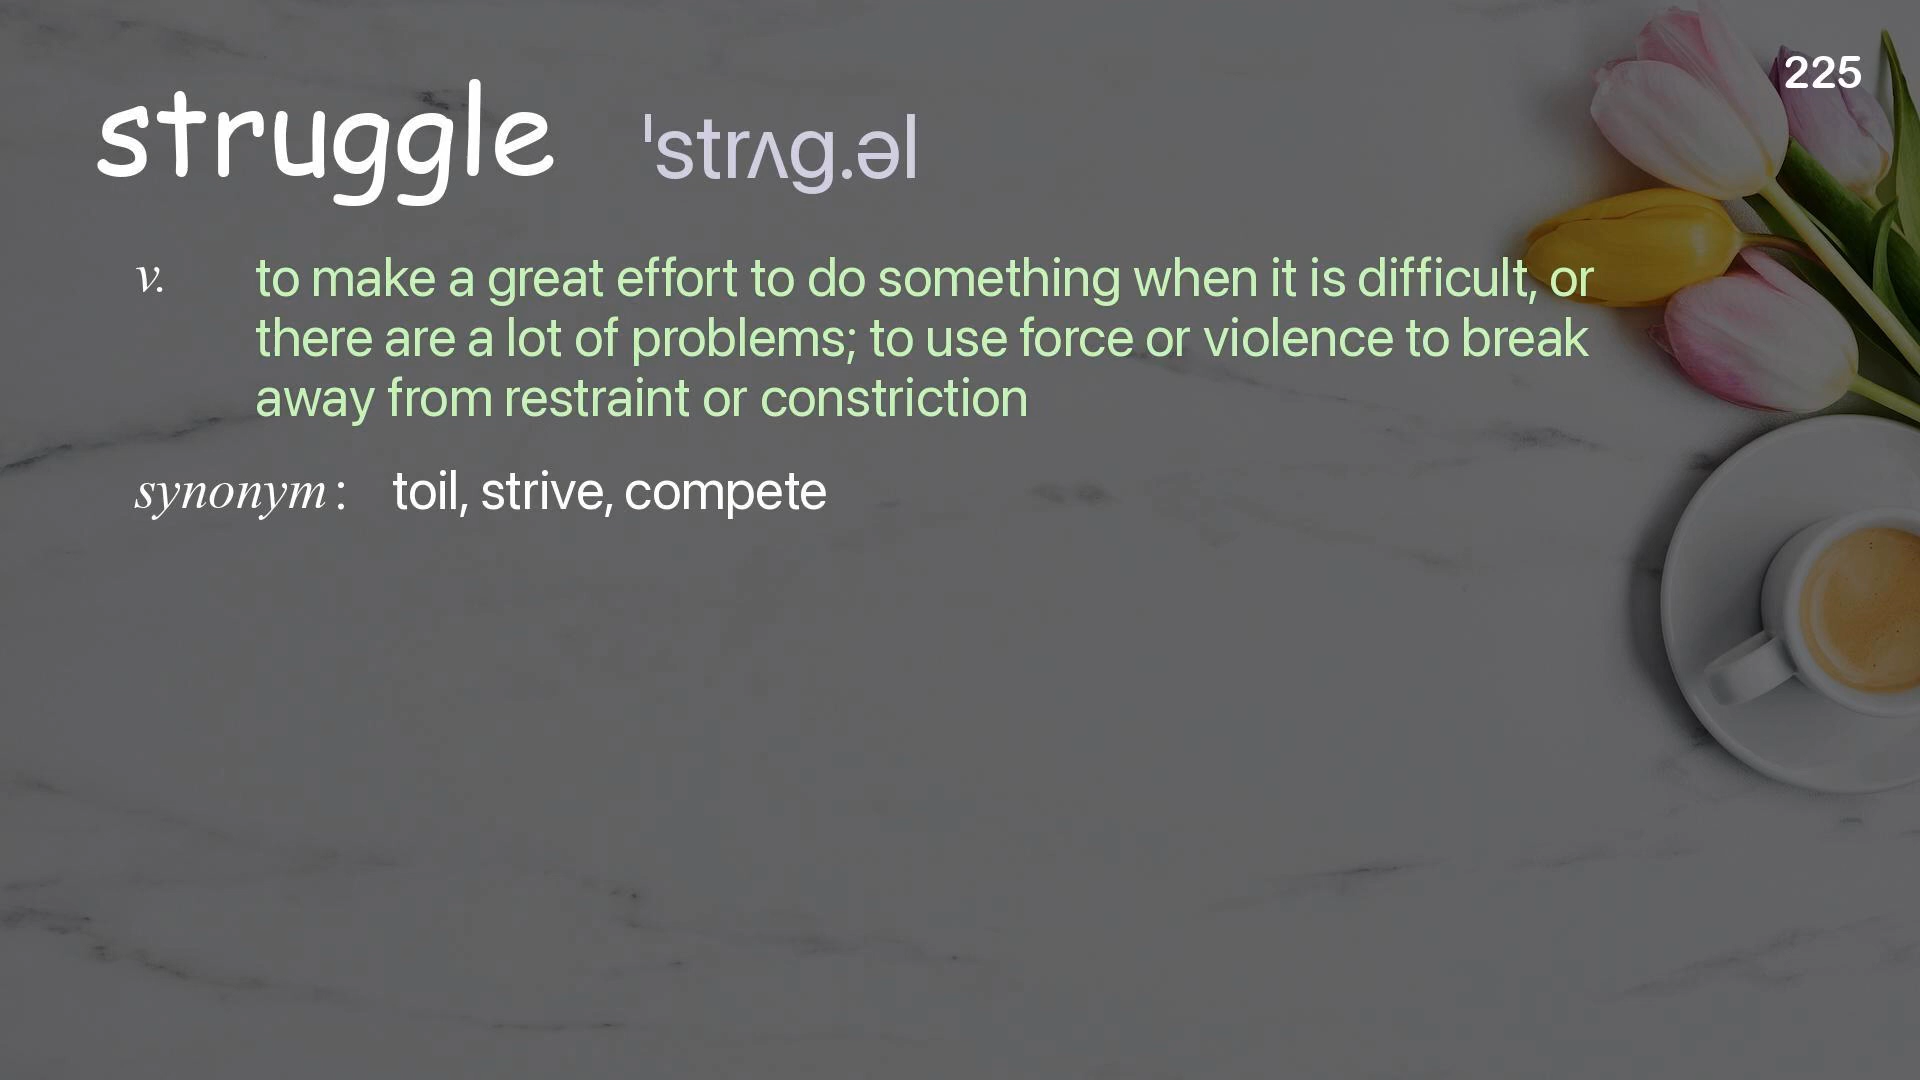 225
struggle ˈstrʌg.əl
v. to make a great effort to do something when it is difficult, or
there are a lot of problems; to use force or violence to break
away from restraint or constriction
synonym : toil, strive, compete